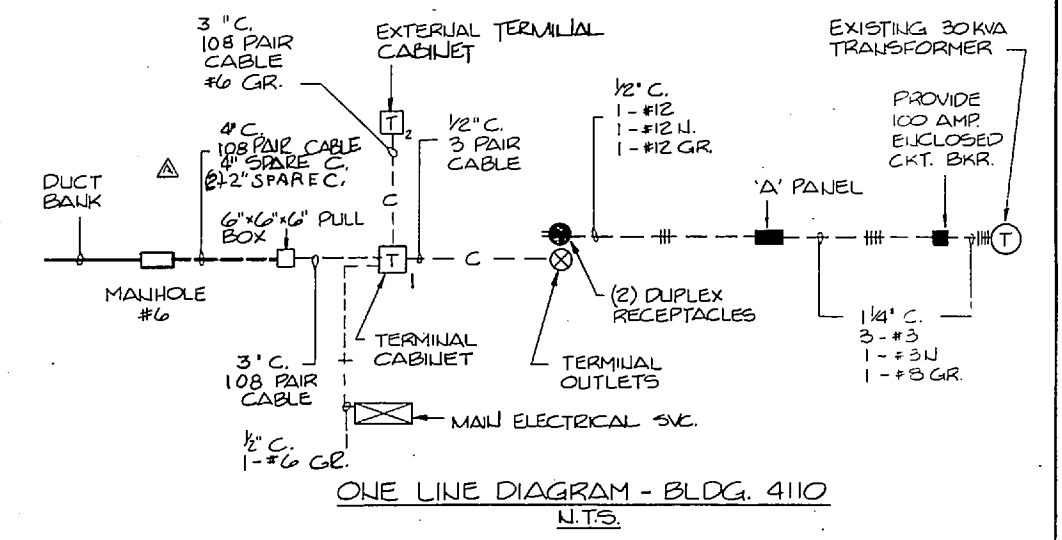 3 "C.
108 PAIR
CABLE
#6 GR.
EXTERNAL TERMINAL
CABINET
T
2
EXISTING 30KVA
TRANSFORMER
PROVIDE
100 AMP.
ENCLOSED
CKT. BKR.
1/2" C.
1-#12
1-#12 N.
1-#12 GR.
4" C.
108 PAIR CABLE
4" SPARE C.
(2)-2" SPARE C.
1/2" C.
3 PAIR
CABLE
DUCT
BANK
6"x6"x6" PULL
BOX
C
'A' PANEL
T
1
C
T
MANHOLE
#6
(2) DUPLEX
RECEPTACLES
1 1/4" C.
3-#3
1-#3N
1-#8 GR.
TERMINAL
CABINET
TERMINAL
OUTLETS
3" C.
108 PAIR
CABLE
MAIN ELECTRICAL SVC.
1/2" C.
1-#6 GR.
ONE LINE DIAGRAM - BLDG. 4110
N.T.S.